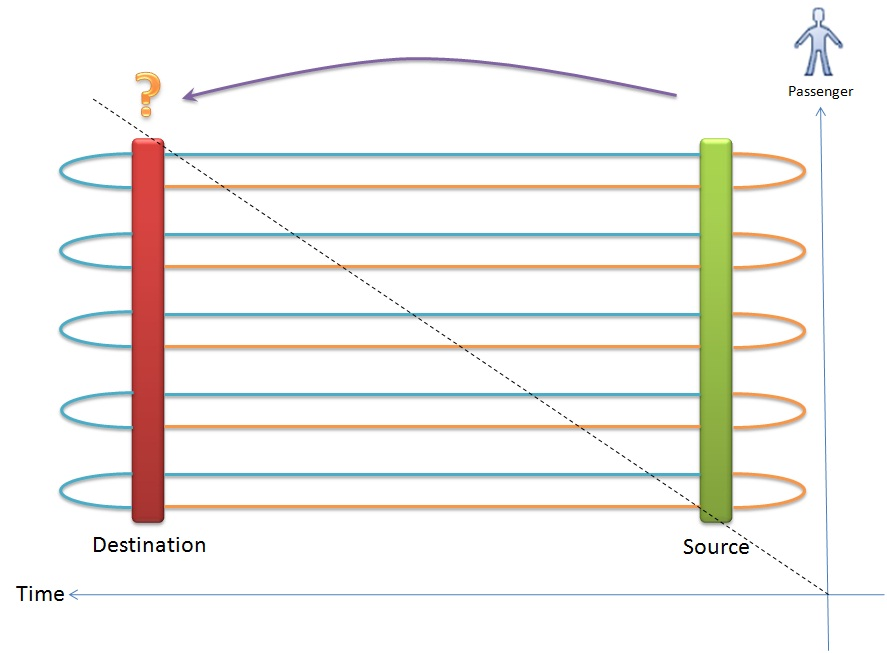 ?
Passenger
Destination
Source
Time